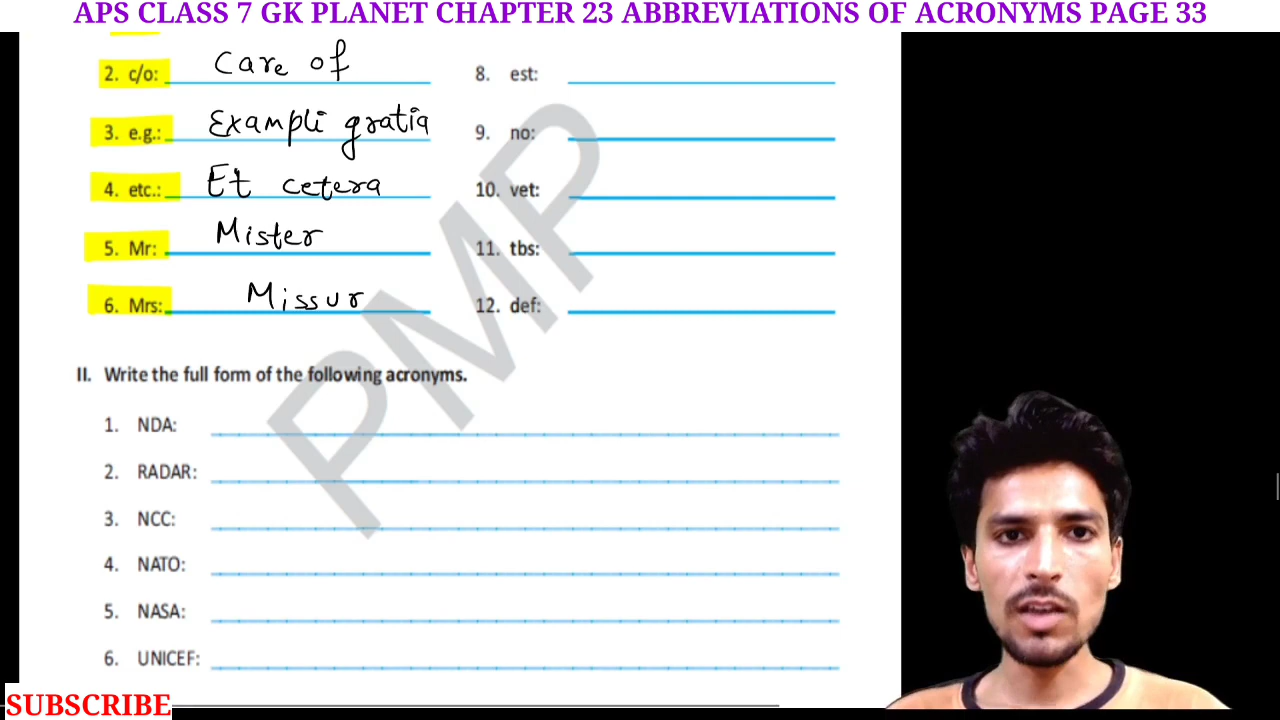 APS CLASS 7 GK PLANET CHAPTER 23 ABBREVIATIONS OF ACRONYMS PAGE 33
2. c/o: Care of
3. e.g.: Exampli gratia
4. etc.: Et cetera
5. Mr: Mister
6. Mrs: Missur
8. est:
9. no:
10. vet:
11. tbs:
12. def:
PMP
II. Write the full form of the following acronyms.
1. NDA:
2. RADAR:
3. NCC:
4. NATO:
5. NASA:
6. UNICEF:
SUBSCRIBE